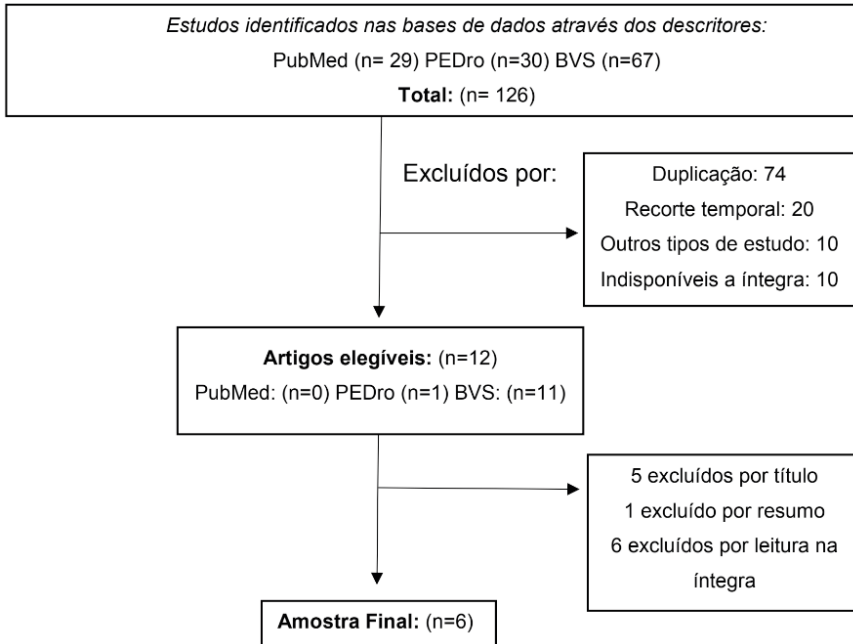 Estudos identificados nas bases de dados através dos descritores:
PubMed (n= 29) PEDro (n=30) BVS (n=67)
Total: (n= 126)
Excluídos por:
Duplicação: 74
Recorte temporal: 20
Outros tipos de estudo: 10
Indisponíveis a íntegra: 10
Artigos elegíveis: (n=12)
PubMed: (n=0) PEDro (n=1) BVS: (n=11)
5 excluídos por título
1 excluído por resumo
6 excluídos por leitura na
íntegra
Amostra Final: (n=6)